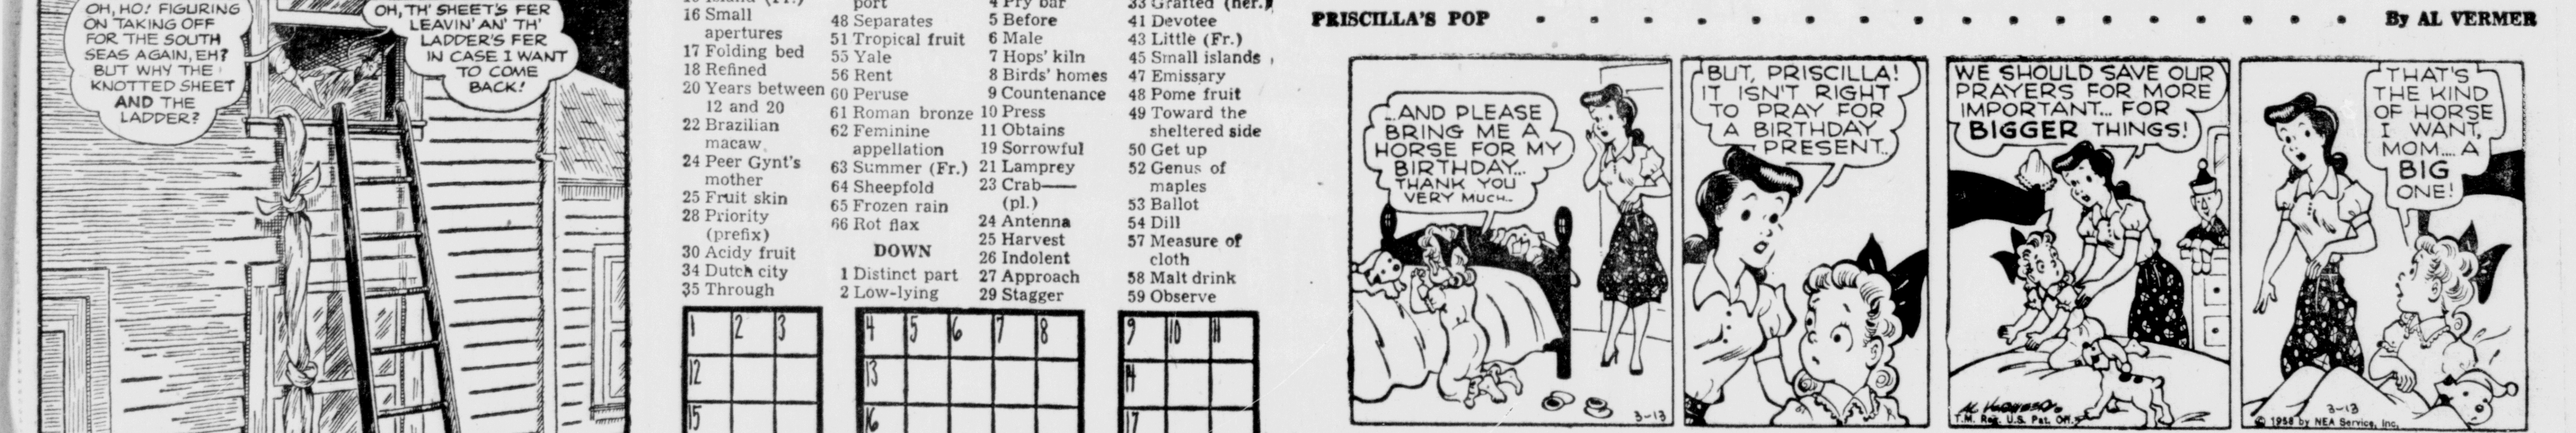 OH, HO! FIGURING
ON TAKING OFF
FOR THE SOUTH
SEAS AGAIN, EH?
BUT WHY THE
KNOTTED SHEET
AND THE
LADDER?
OH, TH' SHEET'S FER
LEAVIN' AN' TH'
LADDER'S FER
IN CASE I WANT
TO COME
BACK!
16 Small
apertures
17 Folding bed
18 Refined
20 Years between
12 and 20
22 Brazilian
macaw
24 Peer Gynt's
mother
25 Fruit skin
28 Priority
(prefix)
30 Acidy fruit
34 Dutch city
35 Through
port
48 Separates
51 Tropical fruit
55 Yale
56 Rent
60 Peruse
61 Roman bronze
62 Feminine
appellation
63 Summer (Fr.)
64 Sheepfold
65 Frozen rain
66 Rot flax
DOWN
1 Distinct part
2 Low-lying
4 Pry bar
5 Before
6 Male
7 Hops' kiln
8 Birds' homes
9 Countenance
10 Press
11 Obtains
19 Sorrowful
21 Lamprey
23 Crab—
(pl.)
24 Antenna
25 Harvest
26 Indolent
27 Approach
29 Stagger
33 Grafted (her.)
41 Devotee
43 Little (Fr.)
45 Small islands
47 Emissary
48 Pome fruit
49 Toward the
sheltered side
50 Get up
52 Genus of
maples
53 Ballot
54 Dill
57 Measure of
cloth
58 Malt drink
59 Observe
1 2 3 4 5 6 7 8 9 10 11
12 13 14
15 16 17
PRISCILLA'S POP
By AL VERMER
...AND PLEASE
BRING ME A
HORSE FOR MY
BIRTHDAY...
THANK YOU
VERY MUCH..
3-13
BUT, PRISCILLA!
IT ISN'T RIGHT
TO PRAY FOR
A BIRTHDAY
PRESENT..
WE SHOULD SAVE OUR
PRAYERS FOR MORE
IMPORTANT... FOR
BIGGER THINGS!
T.M. Reg. U.S. Pat. Off.
THAT'S
THE KIND
OF HORSE
I WANT,
MOM.... A
BIG
ONE!
3-13
© 1958 by NEA Service, Inc.